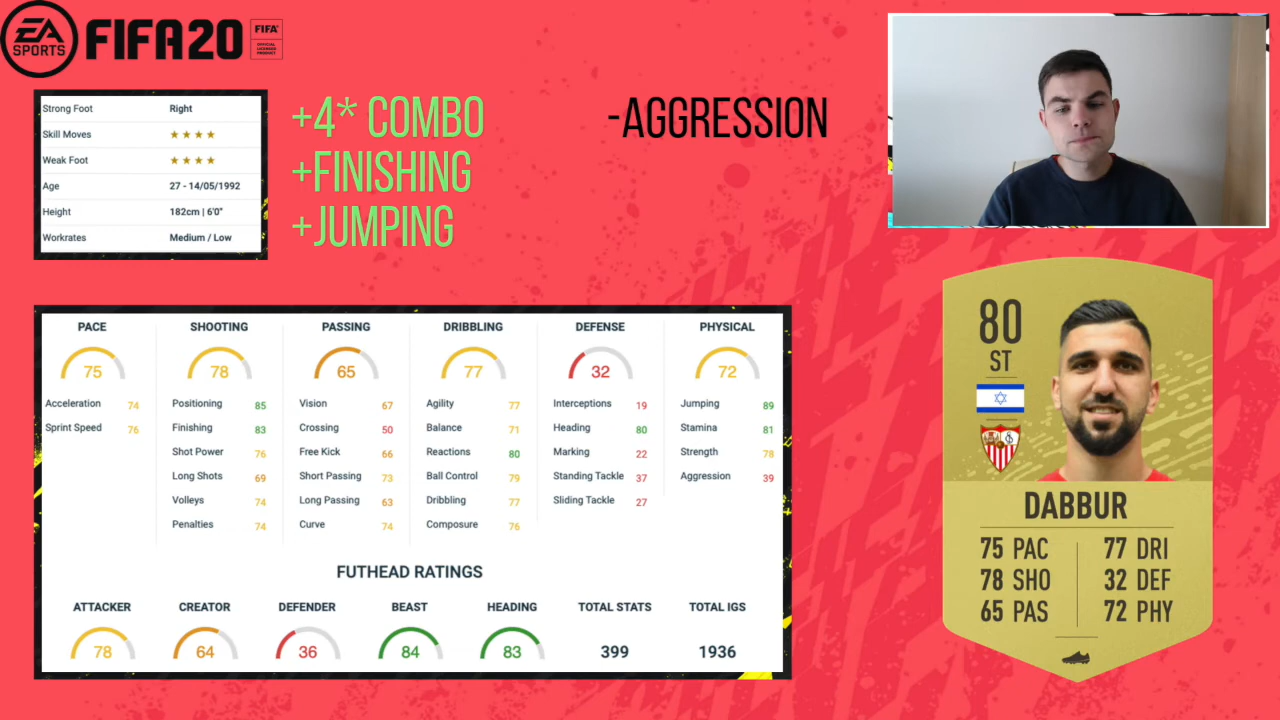 EA SPORTS FIFA 20 FIFA OFFICIAL LICENSED PRODUCT
Strong Foot Right
Skill Moves ★ ★ ★ ★
Weak Foot ★ ★ ★ ★
Age 27 - 14/05/1992
Height 182cm | 6'0"
Workrates Medium / Low
+4* COMBO
+FINISHING
+JUMPING
-AGGRESSION
PACE SHOOTING PASSING DRIBBLING DEFENSE PHYSICAL
75 78 65 77 32 72
Acceleration 74 Positioning 85 Vision 67 Agility 77 Interceptions 19 Jumping 89
Sprint Speed 76 Finishing 83 Crossing 50 Balance 71 Heading 80 Stamina 81
Shot Power 76 Free Kick 66 Reactions 80 Marking 22 Strength 78
Long Shots 69 Short Passing 73 Ball Control 79 Standing Tackle 37 Aggression 39
Volleys 74 Long Passing 63 Dribbling 77 Sliding Tackle 27
Penalties 74 Curve 74 Composure 76
FUTHEAD RATINGS
ATTACKER CREATOR DEFENDER BEAST HEADING TOTAL STATS TOTAL IGS
78 64 36 84 83 399 1936
80
ST
DABBUR
75 PAC 77 DRI
78 SHO 32 DEF
65 PAS 72 PHY